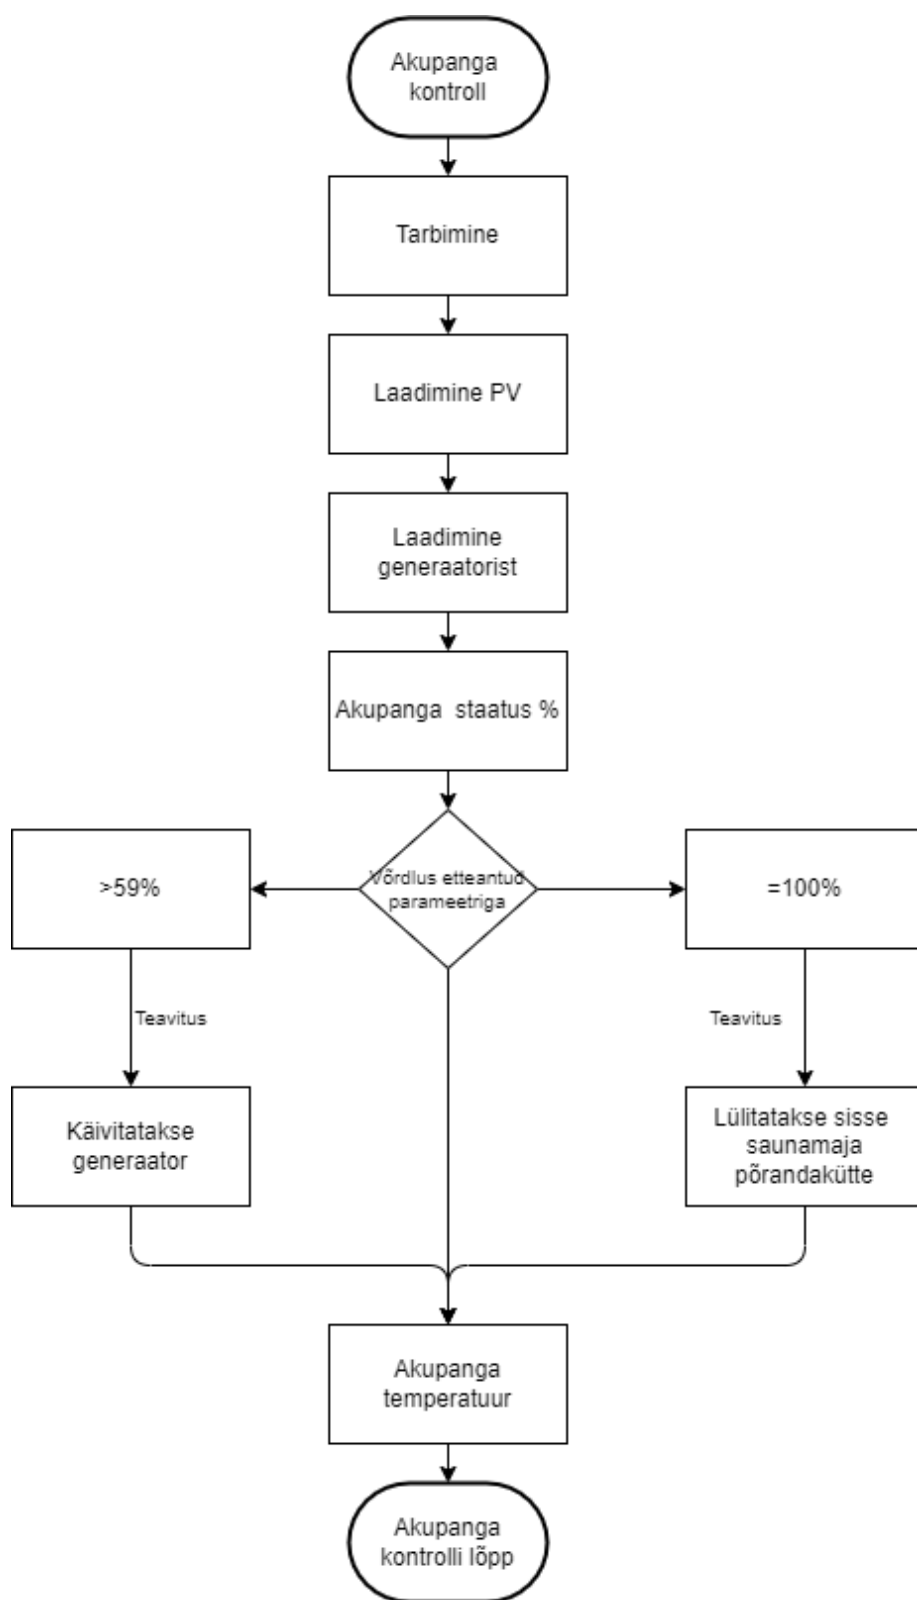 Akupanga
kontroll
Tarbimine
Laadimine PV
Laadimine
generaatorist
Akupanga  staatus %
Võrdlus etteantud
parameetriga
>59%
=100%
Teavitus
Teavitus
Käivitatakse
generaator
Lülitatakse sisse
saunamaja
põrandakütte
Akupanga
temperatuur
Akupanga
kontrolli lõpp